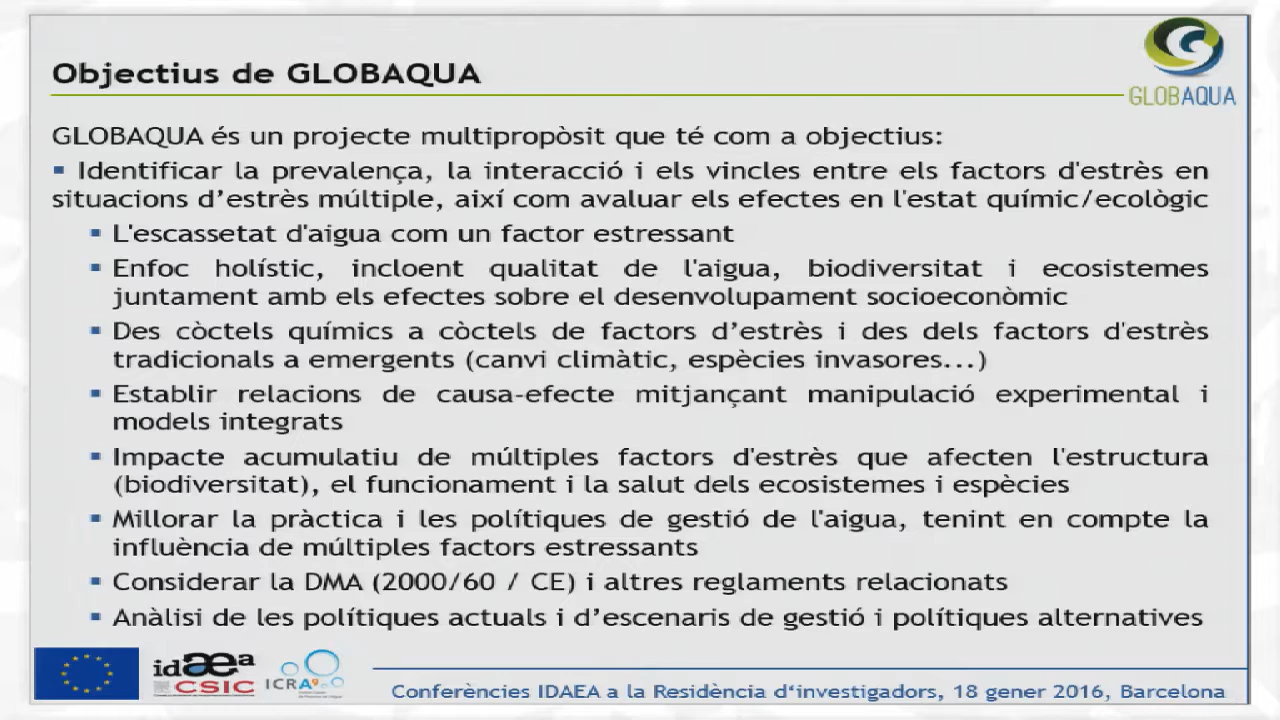 Objectius de GLOBAQUA
GLOBAQUA
GLOBAQUA és un projecte multipropòsit que té com a objectius:
▪ Identificar la prevalença, la interacció i els vincles entre els factors d'estrès en
situacions d’estrès múltiple, així com avaluar els efectes en l'estat químic/ecològic
▪ L'escassetat d'aigua com un factor estressant
▪ Enfoc holístic, incloent qualitat de l'aigua, biodiversitat i ecosistemes
juntament amb els efectes sobre el desenvolupament socioeconòmic
▪ Des còctels químics a còctels de factors d’estrès i des dels factors d'estrès
tradicionals a emergents (canvi climàtic, espècies invasores...)
▪ Establir relacions de causa-efecte mitjançant manipulació experimental i
models integrats
▪ Impacte acumulatiu de múltiples factors d'estrès que afecten l'estructura
(biodiversitat), el funcionament i la salut dels ecosistemes i espècies
▪ Millorar la pràctica i les polítiques de gestió de l'aigua, tenint en compte la
influència de múltiples factors estressants
▪ Considerar la DMA (2000/60 / CE) i altres reglaments relacionats
▪ Anàlisi de les polítiques actuals i d’escenaris de gestió i polítiques alternatives
idaea
CSIC
ICRA
Conferències IDAEA a la Residència d‘investigadors, 18 gener 2016, Barcelona